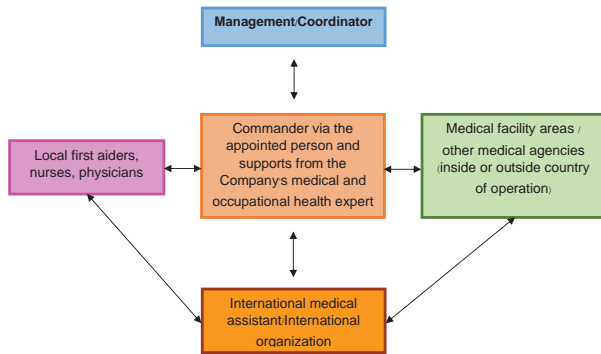 Management/Coordinator
Commander via the
appointed person and
supports from the
Company's medical and
occupational health expert
Local first aiders,
nurses, physicians
Medical facility areas /
other medical agencies
(inside or outside country
of operation)
International medical
assistant/International
organization